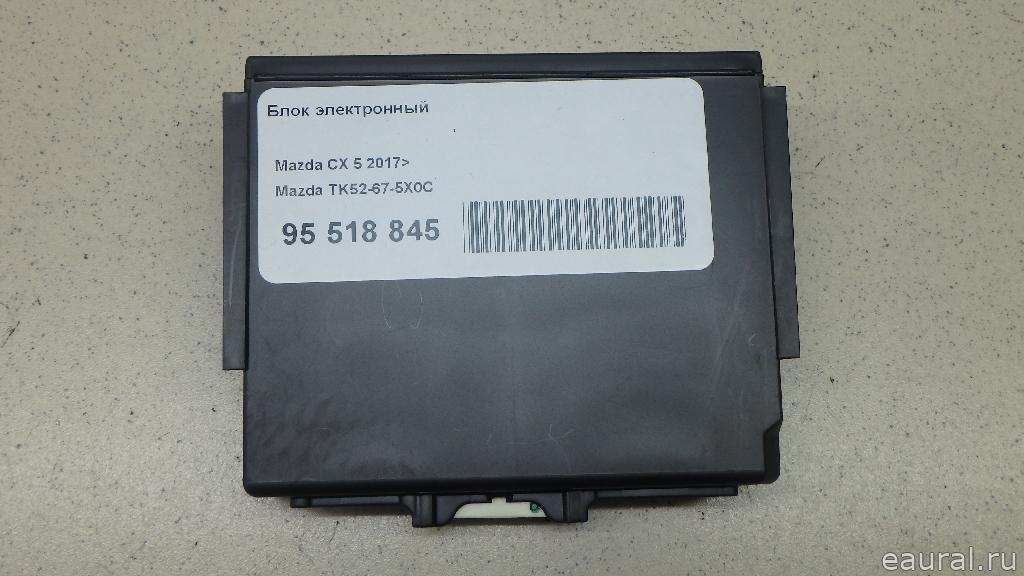 Блок электронный
Mazda CX 5 2017>
Mazda TK52-67-5X0C
95 518 845
eaural.ru